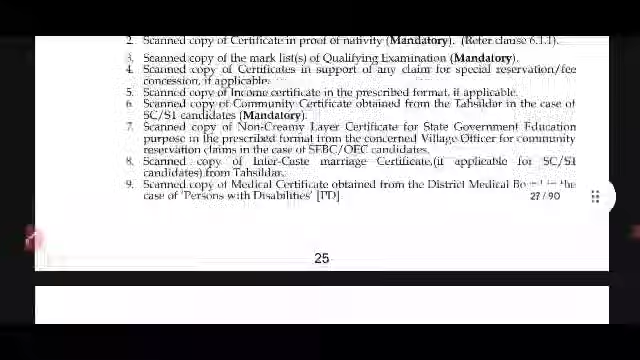 2. Scanned copy of Certificate in proof of nativity (Mandatory). (Refer clause 6.1.1).
3. Scanned copy of the mark list(s) of Qualifying Examination (Mandatory).
4. Scanned copy of Certificates in support of any claim for special reservation/fee
concession, if applicable.
5. Scanned copy of Income certificate in the prescribed format, if applicable.
6. Scanned copy of Community Certificate obtained from the Tahsildar in the case of
SC/ST candidates (Mandatory).
7. Scanned copy of Non-Creamy Layer Certificate for State Government Education
purpose in the prescribed format from the concerned Village Officer for community
reservation claims in the case of SEBC/OEC candidates.
8. Scanned copy of Inter-Caste marriage Certificate,(if applicable for SC/ST
candidates) from Tahsildar.
9. Scanned copy of Medical Certificate obtained from the District Medical Board in the
case of 'Persons with Disabilities' [PD]
27 / 90
25